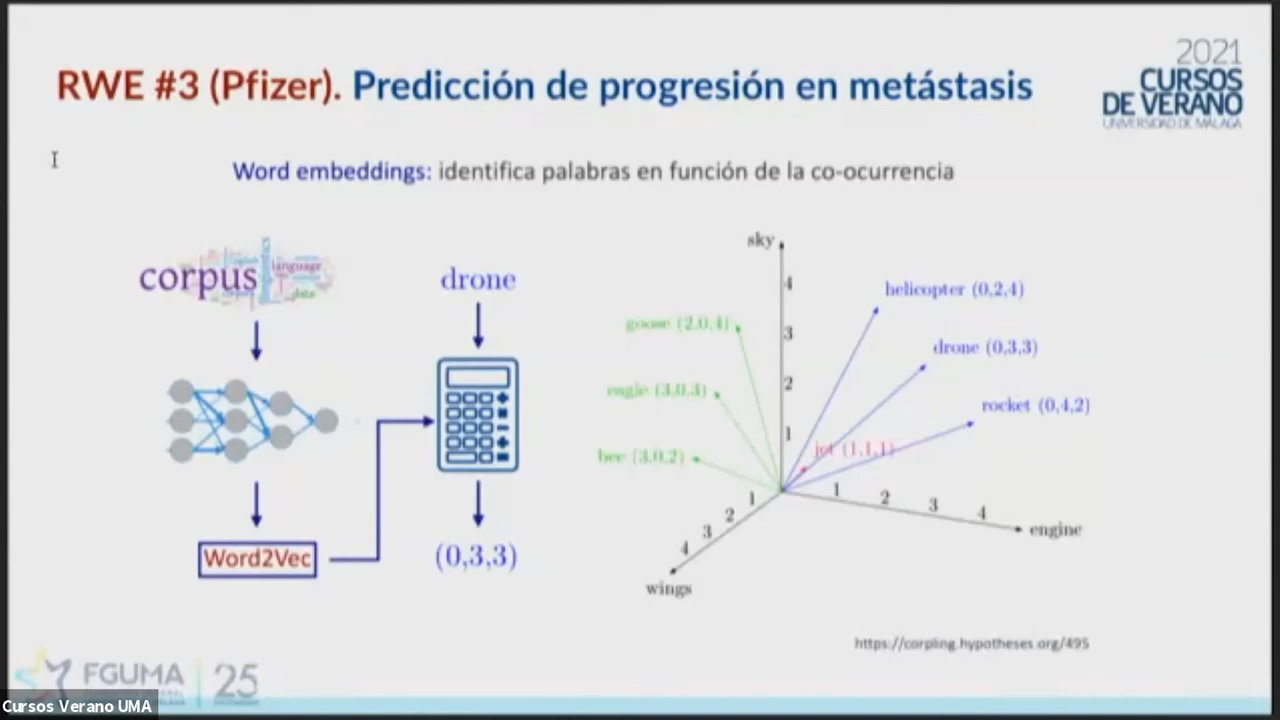 RWE #3 (Pfizer). Predicción de progresión en metástasis
2021
CURSOS
DE VERANO
UNIVERSIDAD DE MÁLAGA
Word embeddings: identifica palabras en función de la co-ocurrencia
corpus
language
data
drone
Word2Vec
(0,3,3)
sky
4
3
2
1
helicopter (0,2,4)
drone (0,3,3)
rocket (0,4,2)
jet (1,1,1)
goose (2,0,4)
eagle (3,0,3)
bee (3,0,2)
1
2
3
4
engine
1
2
3
4
wings
https://corpling.hypotheses.org/495
FGUMA
25
Cursos Verano UMA